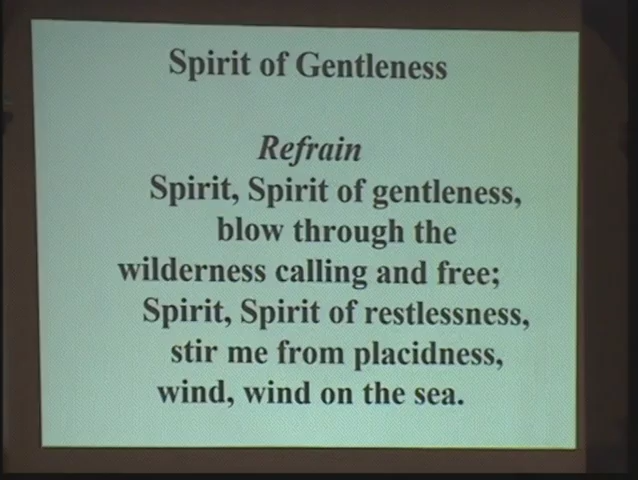 Spirit of Gentleness
Refrain
Spirit, Spirit of gentleness,
blow through the
wilderness calling and free;
Spirit, Spirit of restlessness,
stir me from placidness,
wind, wind on the sea.